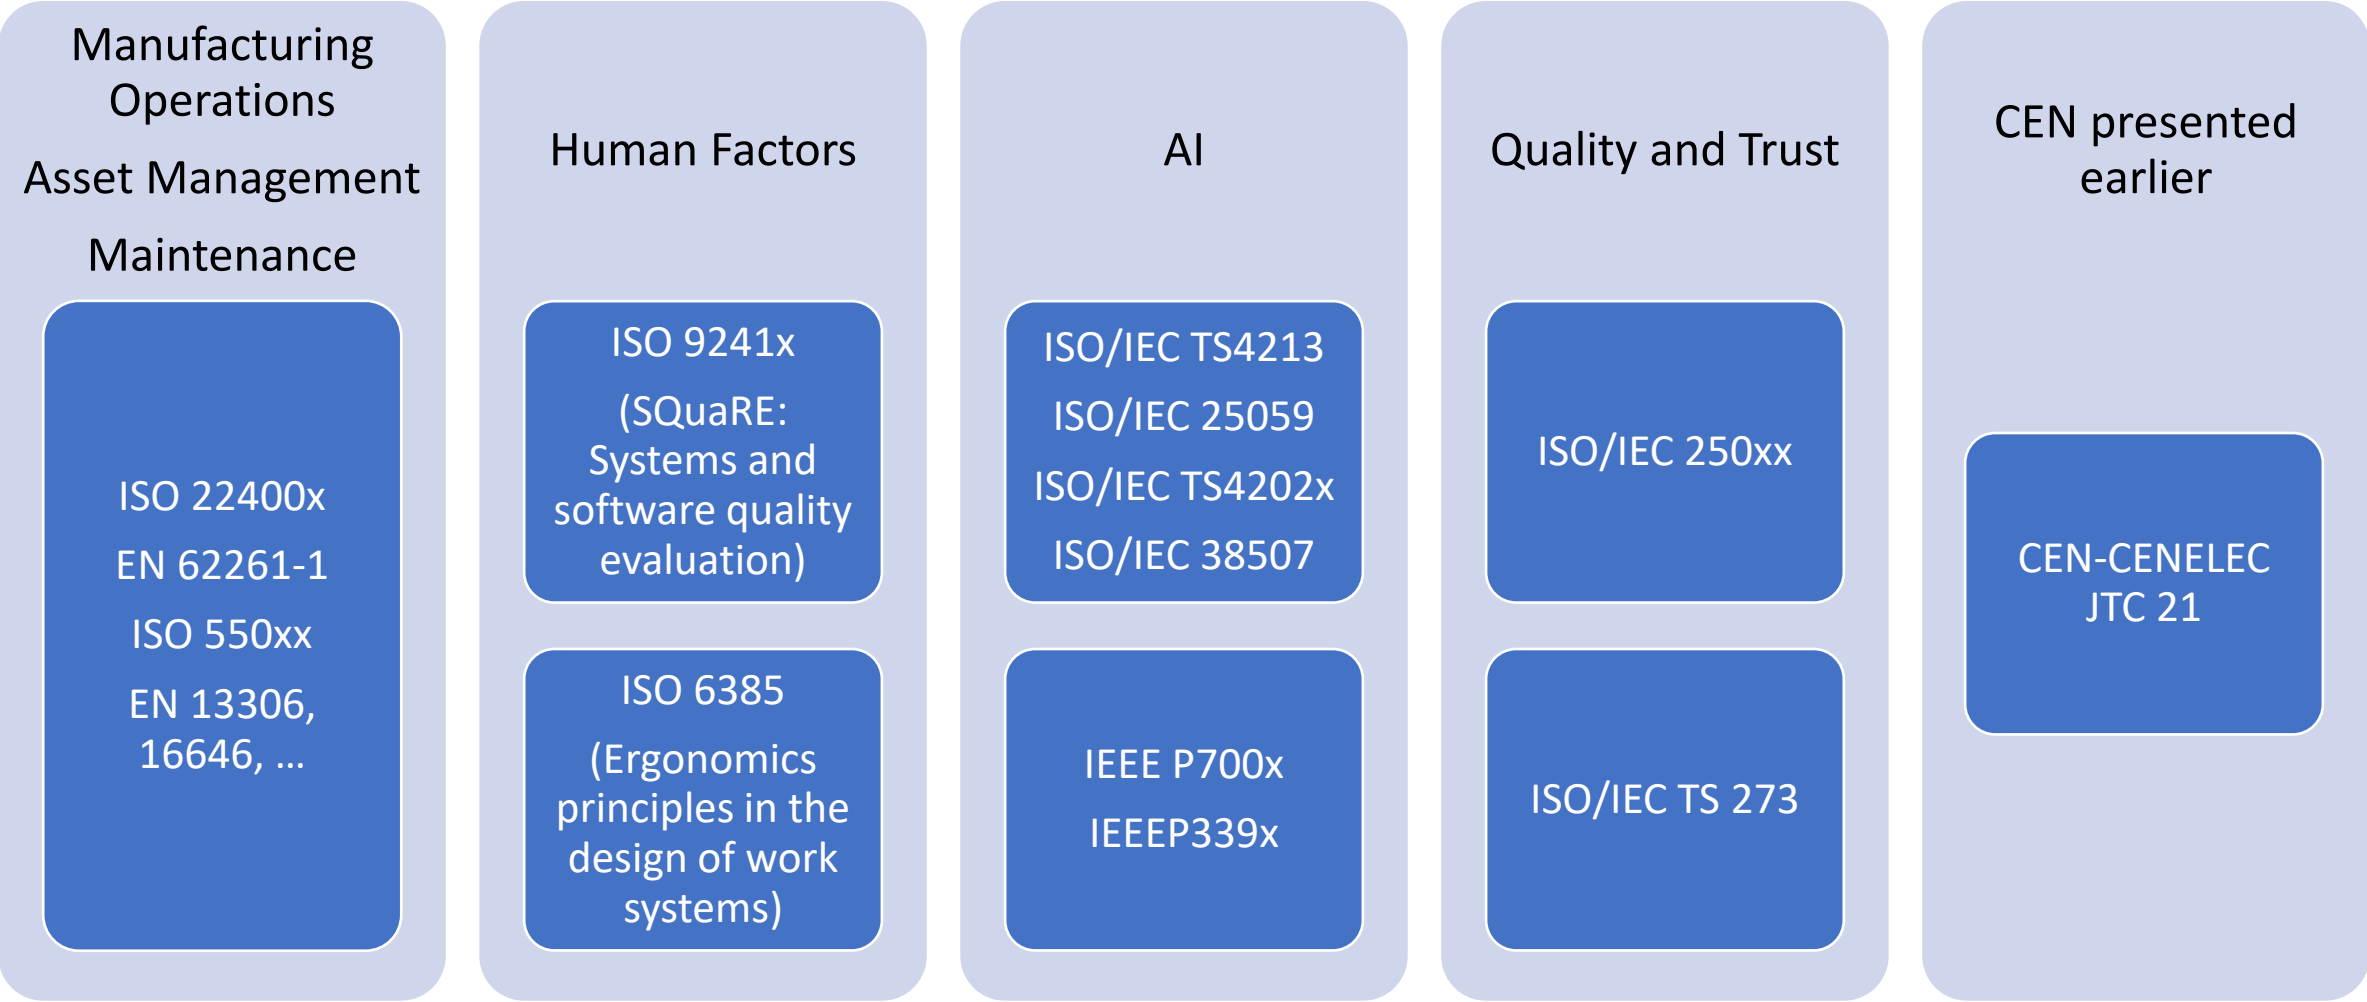 Manufacturing
Operations
Asset Management
Maintenance
ISO 22400x
EN 62261-1
ISO 550xx
EN 13306,
16646, ...
Human Factors
ISO 9241x
(SQuaRE:
Systems and
software quality
evaluation)
ISO 6385
(Ergonomics
principles in the
design of work
systems)
AI
ISO/IEC TS4213
ISO/IEC 25059
ISO/IEC TS4202x
ISO/IEC 38507
IEEE P700x
IEEEP339x
Quality and Trust
ISO/IEC 250xx
ISO/IEC TS 273
CEN presented
earlier
CEN-CENELEC
JTC 21